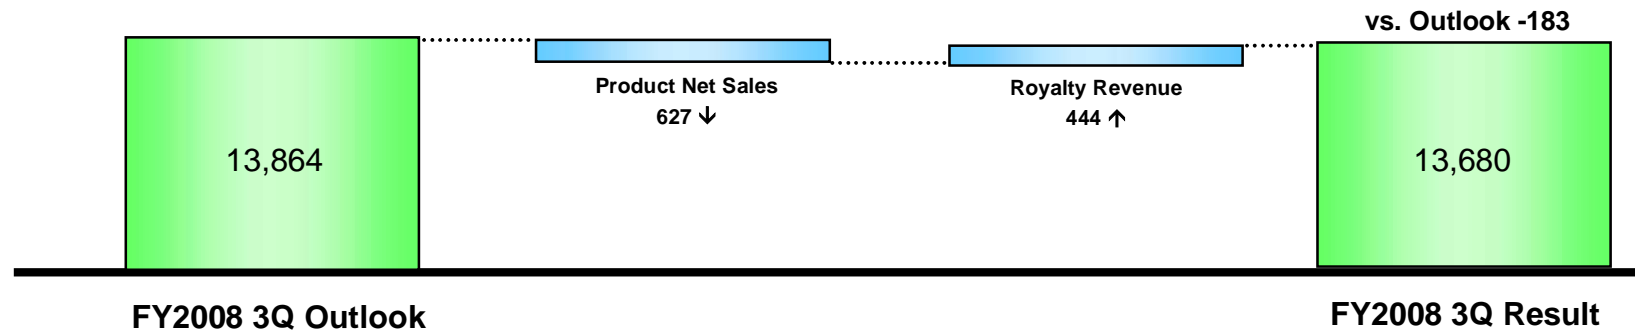 vs. Outlook -183
Product Net Sales
627 ↓
Royalty Revenue
444 ↑
13,864
13,680
FY2008 3Q Outlook
FY2008 3Q Result